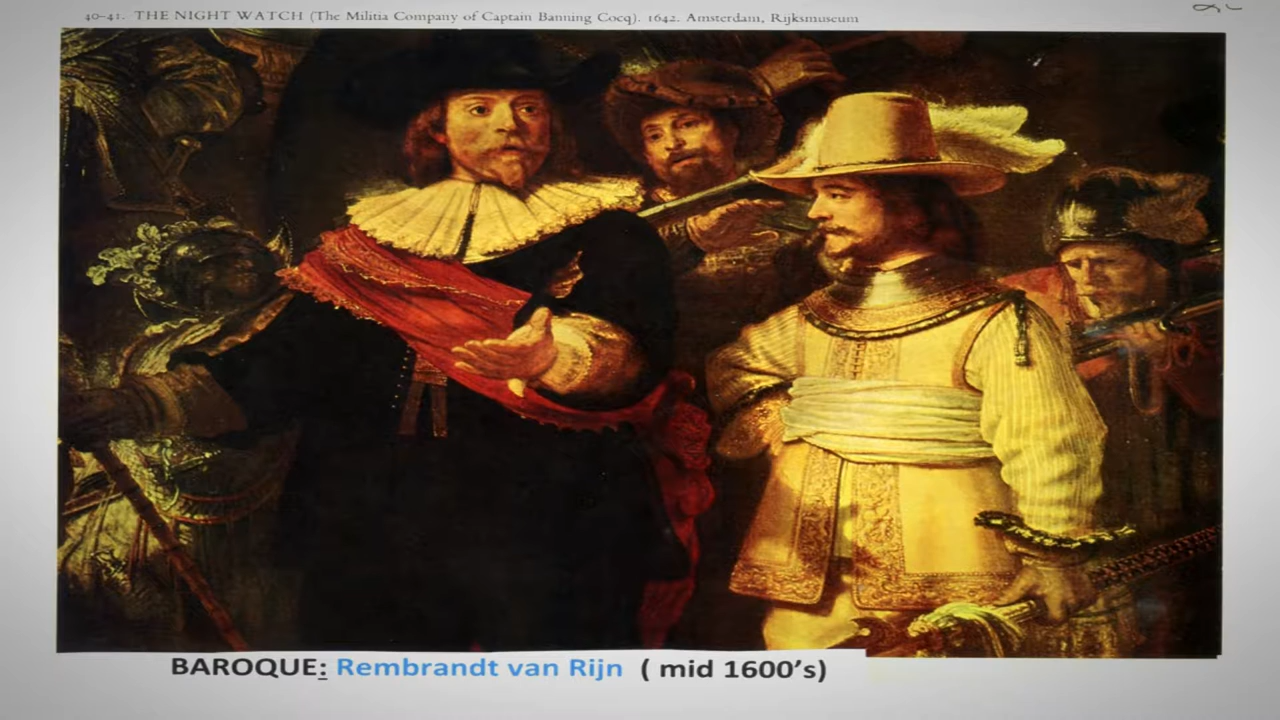 40-41. THE NIGHT WATCH (The Militia Company of Captain Banning Cocq). 1642. Amsterdam, Rijksmuseum
BAROQUE: Rembrandt van Rijn ( mid 1600's)